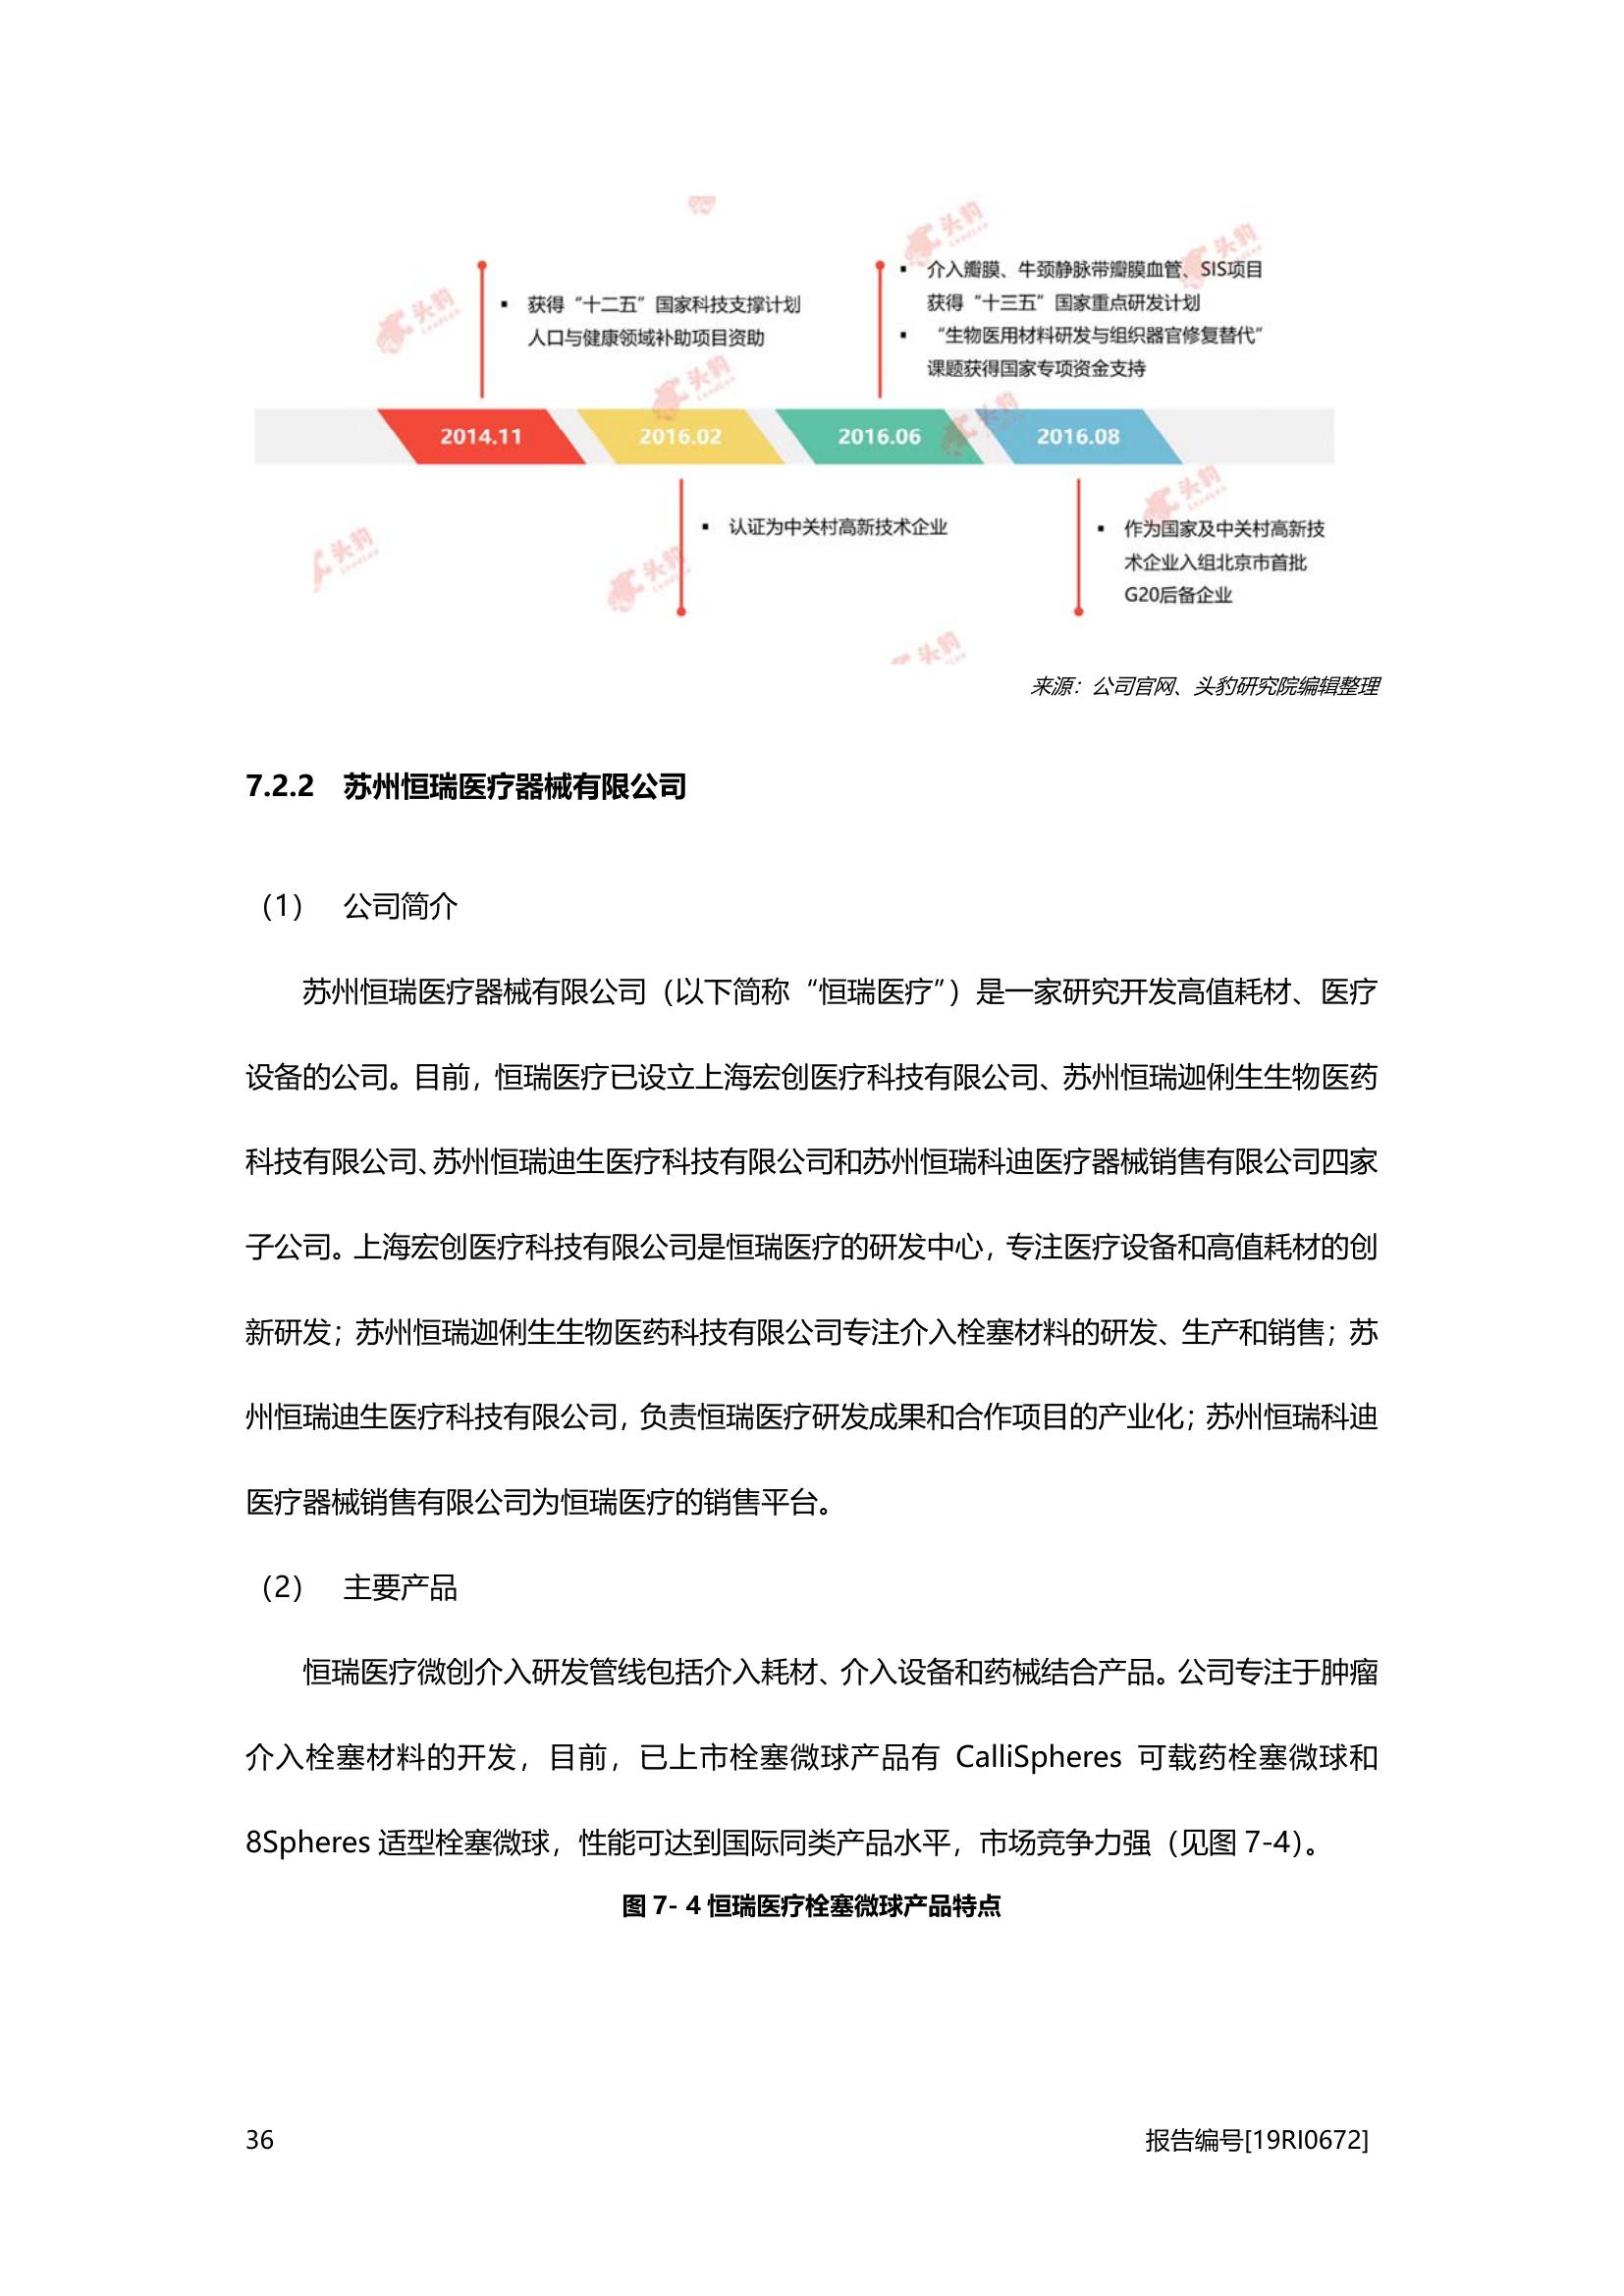 获得“十二五”国家科技支撑计划
人口与健康领域补助项目资助
介入瓣膜、牛颈静脉带瓣膜血管、SIS项目
获得“十三五”国家重点研发计划
“生物医用材料研发与组织器官修复替代”
课题获得国家专项资金支持
2014.11
2016.02
2016.06
2016.08
认证为中关村高新技术企业
作为国家及中关村高新技
术企业入组北京市首批
G20后备企业
来源：公司官网、头豹研究院编辑整理
7.2.2 苏州恒瑞医疗器械有限公司
（1） 公司简介
苏州恒瑞医疗器械有限公司（以下简称“恒瑞医疗”）是一家研究开发高值耗材、医疗
设备的公司。目前，恒瑞医疗已设立上海宏创医疗科技有限公司、苏州恒瑞迦俐生生物医药
科技有限公司、苏州恒瑞迪生医疗科技有限公司和苏州恒瑞科迪医疗器械销售有限公司四家
子公司。上海宏创医疗科技有限公司是恒瑞医疗的研发中心，专注医疗设备和高值耗材的创
新研发；苏州恒瑞迦俐生生物医药科技有限公司专注介入栓塞材料的研发、生产和销售；苏
州恒瑞迪生医疗科技有限公司，负责恒瑞医疗研发成果和合作项目的产业化；苏州恒瑞科迪
医疗器械销售有限公司为恒瑞医疗的销售平台。
（2） 主要产品
恒瑞医疗微创介入研发管线包括介入耗材、介入设备和药械结合产品。公司专注于肿瘤
介入栓塞材料的开发，目前，已上市栓塞微球产品有 CalliSpheres 可载药栓塞微球和
8Spheres 适型栓塞微球，性能可达到国际同类产品水平，市场竞争力强（见图 7-4）。
图 7- 4 恒瑞医疗栓塞微球产品特点
36
报告编号[19RI0672]